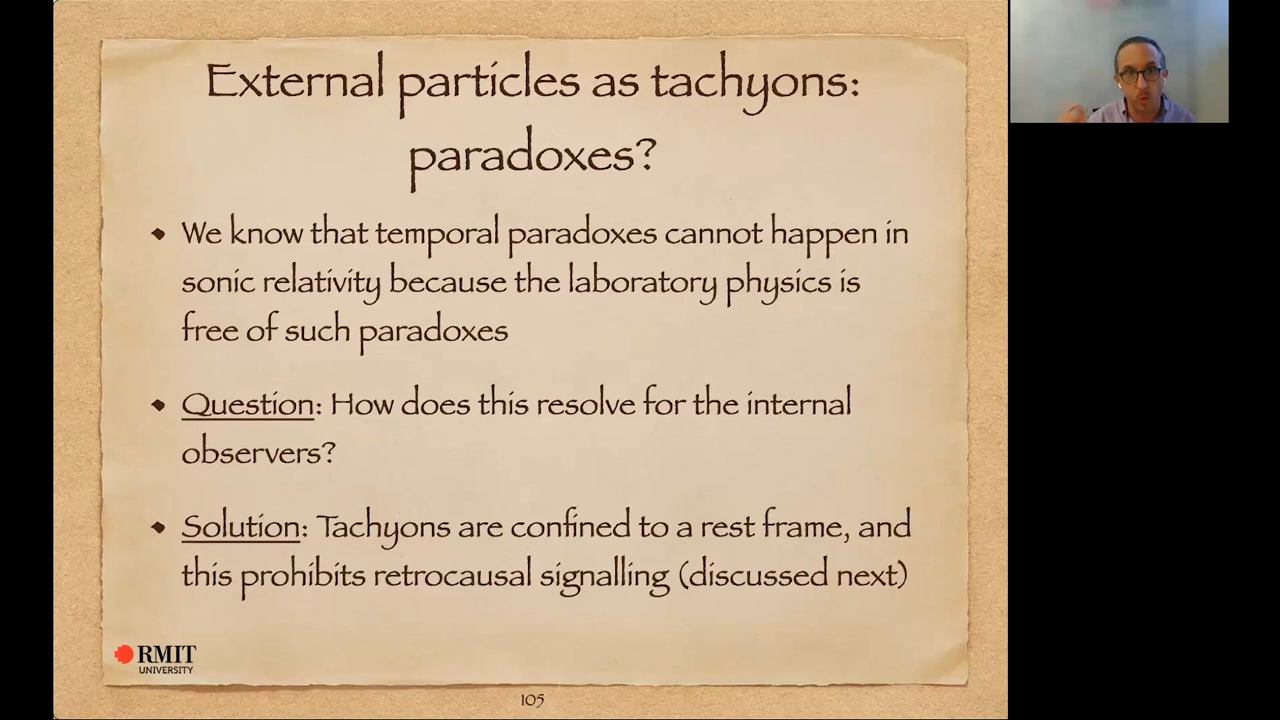 External particles as tachyons:
paradoxes?
• We know that temporal paradoxes cannot happen in
sonic relativity because the laboratory physics is
free of such paradoxes
• Question: How does this resolve for the internal
observers?
• Solution: Tachyons are confined to a rest frame, and
this prohibits retrocausal signalling (discussed next)
RMIT
UNIVERSITY
105